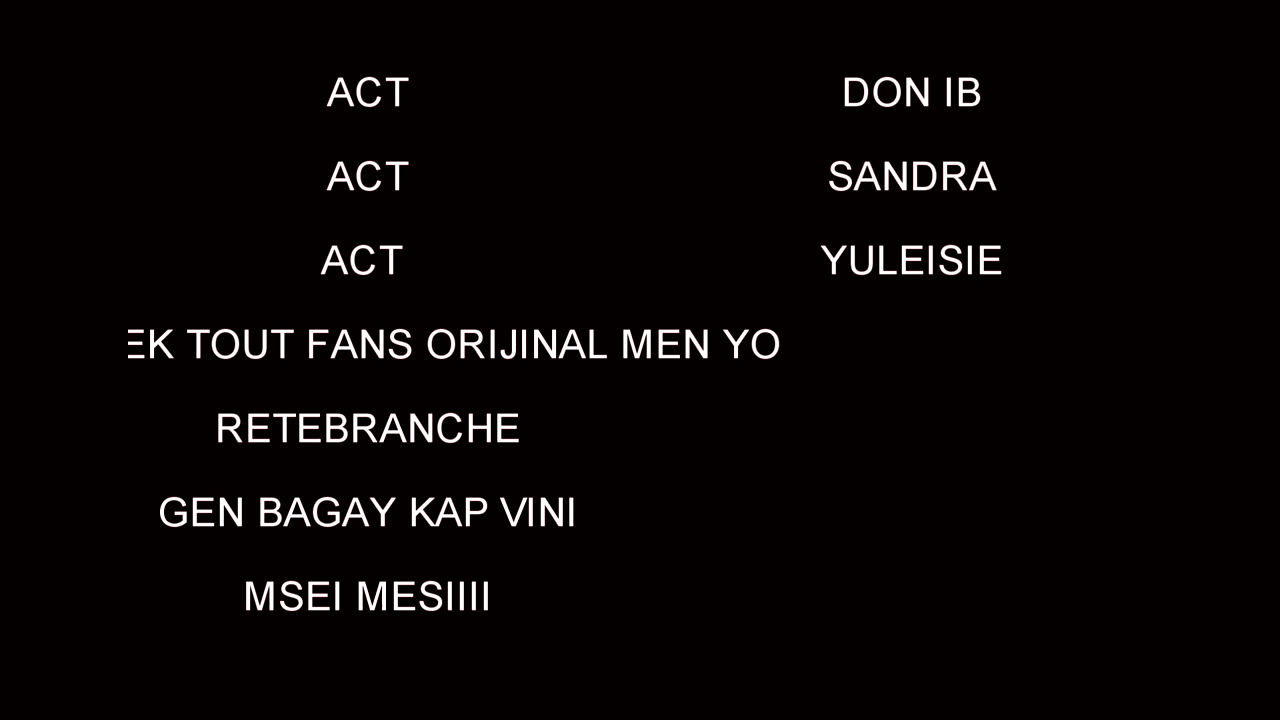 ACT DON IB
ACT SANDRA
ACT YULEISIE
EK TOUT FANS ORIJINAL MEN YO
RETEBRANCHE
GEN BAGAY KAP VINI
MSEI MESIIII